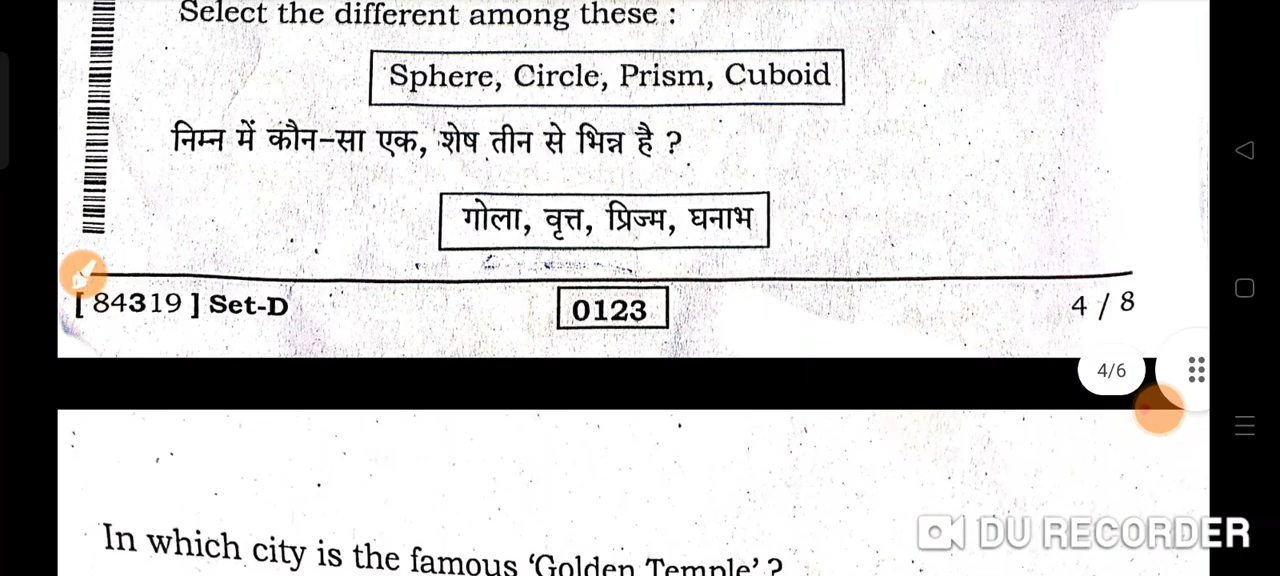 Select the different among these :
Sphere, Circle, Prism, Cuboid
निम्न में कौन-सा एक, शेष तीन से भिन्न है ?
गोला, वृत्त, प्रिज्म, घनाभ
[ 84319 ] Set-D
0123
4 / 8
4/6
In which city is the famous ‘Golden Temple’ ?
DU RECORDER